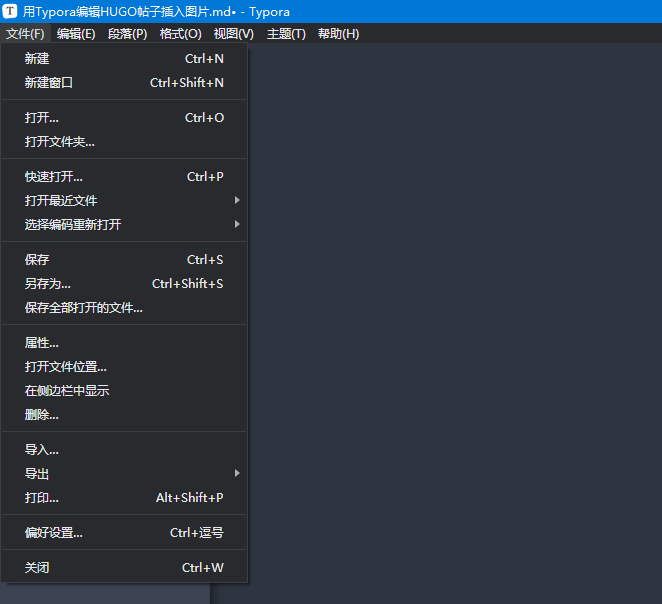 T 用Typora编辑HUGO帖子插入图片.md• - Typora
文件(F) 编辑(E) 段落(P) 格式(O) 视图(V) 主题(T) 帮助(H)
新建 Ctrl+N
新建窗口 Ctrl+Shift+N
打开... Ctrl+O
打开文件夹...
快速打开... Ctrl+P
打开最近文件
选择编码重新打开
保存 Ctrl+S
另存为... Ctrl+Shift+S
保存全部打开的文件...
属性...
打开文件位置...
在侧边栏中显示
删除...
导入...
导出
打印... Alt+Shift+P
偏好设置... Ctrl+逗号
关闭 Ctrl+W